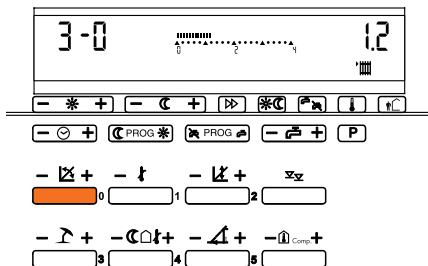 3-0 1.2
0 2 4
- + - +
- + PROG PROG - + P
- + - - +
0 1 2
- + - + - + - Comp. +
3 4 5